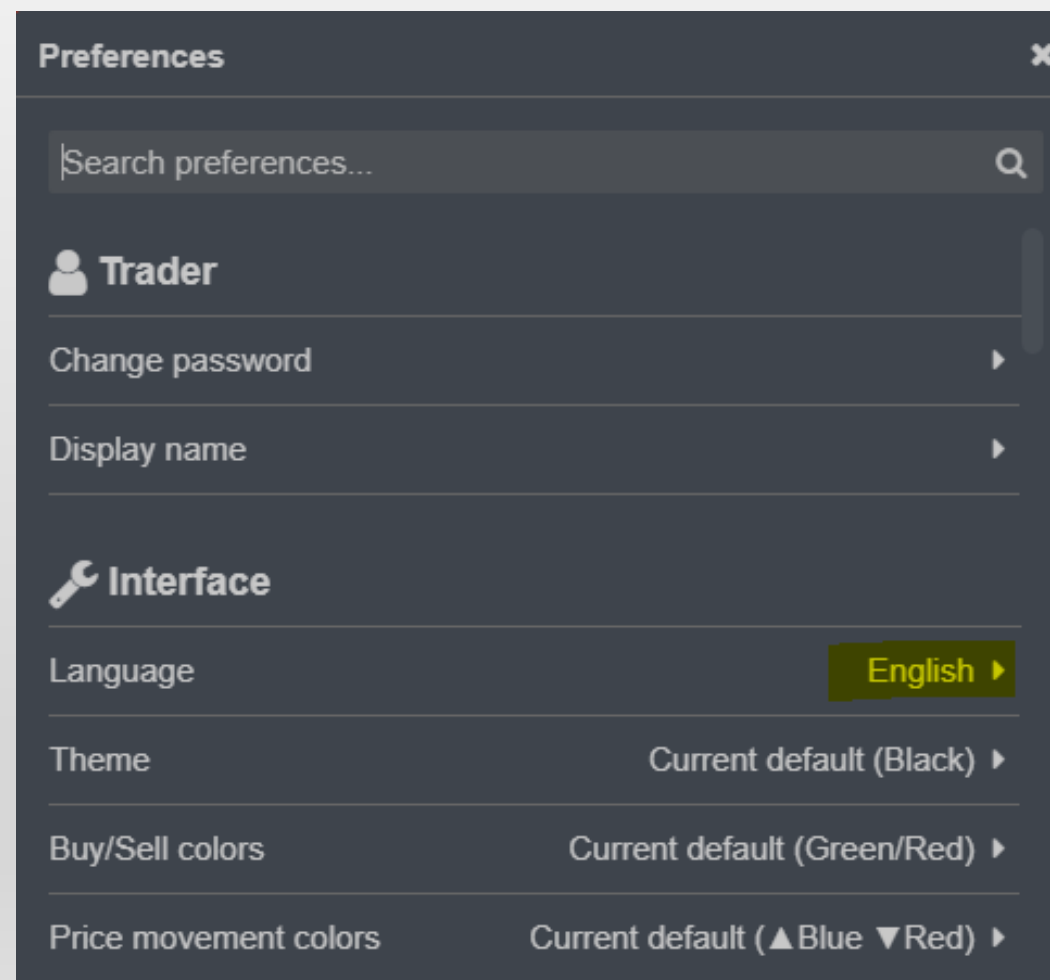 Preferences
Search preferences...
Trader
Change password
Display name
Interface
Language English
Theme Current default (Black)
Buy/Sell colors Current default (Green/Red)
Price movement colors Current default (▲Blue ▼Red)